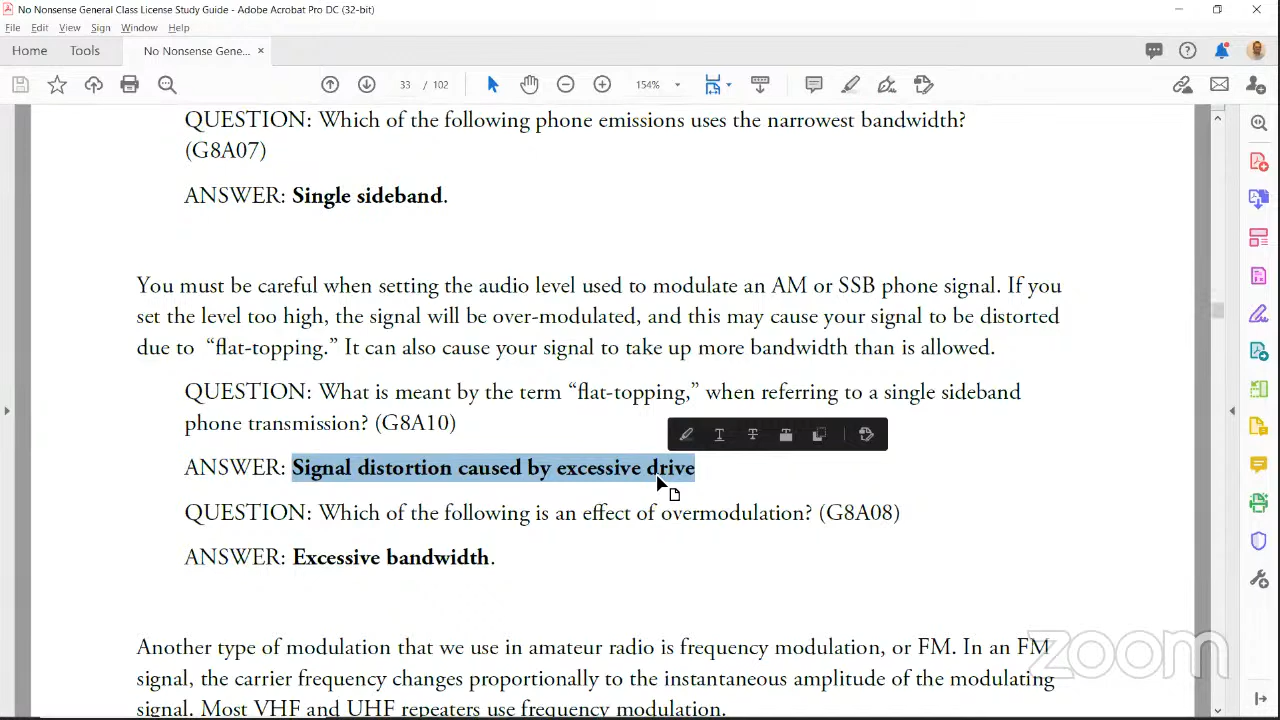 No Nonsense General Class License Study Guide - Adobe Acrobat Pro DC (32-bit)
File Edit View Sign Window Help
Home Tools No Nonsense Gene... ×
33 / 102 154%
QUESTION: Which of the following phone emissions uses the narrowest bandwidth?
(G8A07)
ANSWER: Single sideband.
You must be careful when setting the audio level used to modulate an AM or SSB phone signal. If you
set the level too high, the signal will be over-modulated, and this may cause your signal to be distorted
due to “flat-topping.” It can also cause your signal to take up more bandwidth than is allowed.
QUESTION: What is meant by the term “flat-topping,” when referring to a single sideband
phone transmission? (G8A10)
ANSWER: Signal distortion caused by excessive drive
QUESTION: Which of the following is an effect of overmodulation? (G8A08)
ANSWER: Excessive bandwidth.
Another type of modulation that we use in amateur radio is frequency modulation, or FM. In an FM
signal, the carrier frequency changes proportionally to the instantaneous amplitude of the modulating
signal. Most VHF and UHF repeaters use frequency modulation.
zoom